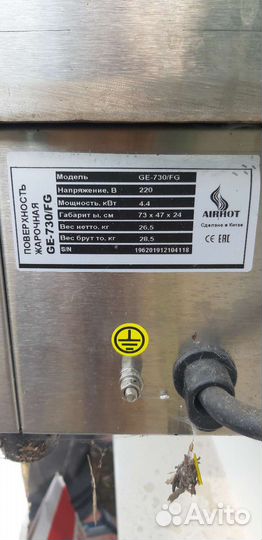 ПОВЕРХНОСТЬ
ЖАРОЧНАЯ
GE-730/FG
Модель GE-730/FG
Напряжение, В 220
Мощность, кВт 4.4
Габариты, см 73 x 47 x 24
Вес нетто, кг 26,5
Вес брутто, кг 28,5
S/N 196201912104118
AIRHOT
Сделано в Китае
CE EAC
Avito